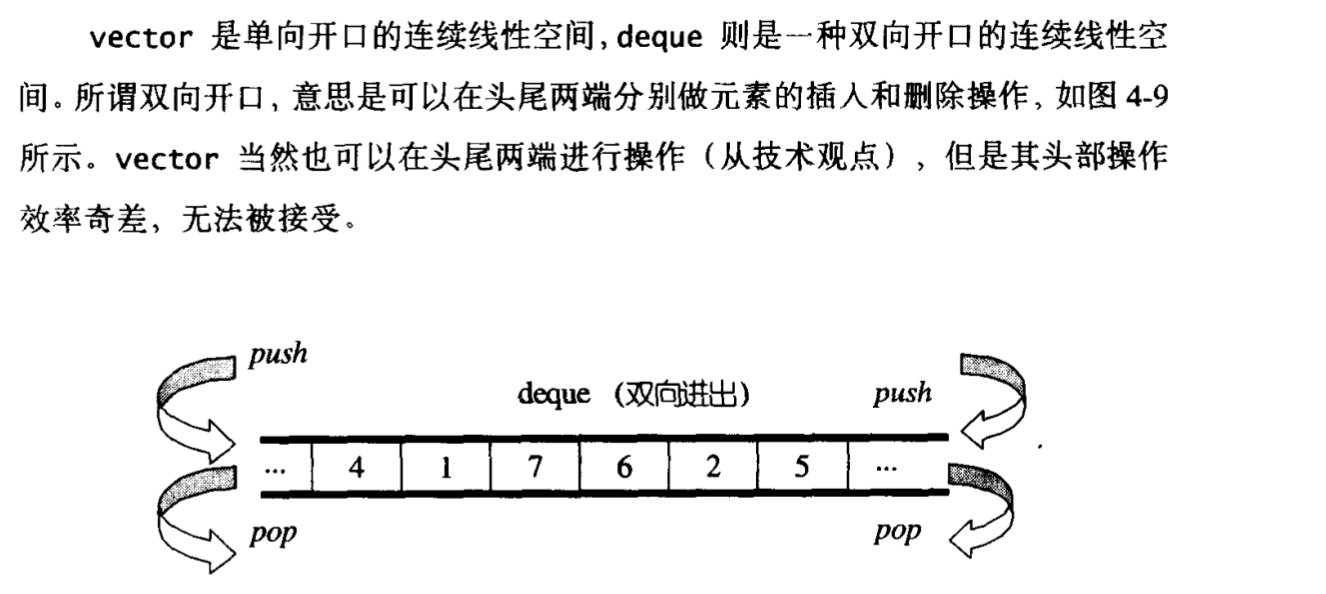 vector 是单向开口的连续线性空间,deque 则是一种双向开口的连续线性空
间。所谓双向开口,意思是可以在头尾两端分别做元素的插入和删除操作,如图 4-9
所示。vector 当然也可以在头尾两端进行操作(从技术观点),但是其头部操作
效率奇差,无法被接受。
push
deque (双向进出)
push
... 4 1 7 6 2 5 ...
pop
pop